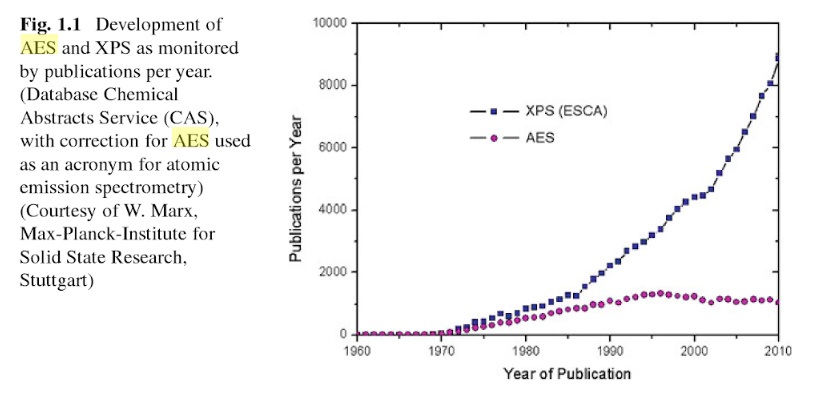 Fig. 1.1 Development of
AES and XPS as monitored
by publications per year.
(Database Chemical
Abstracts Service (CAS),
with correction for AES used
as an acronym for atomic
emission spectrometry)
(Courtesy of W. Marx,
Max-Planck-Institute for
Solid State Research,
Stuttgart)
Publications per Year
10000
8000
6000
4000
2000
0
XPS (ESCA)
AES
1960 1970 1980 1990 2000 2010
Year of Publication